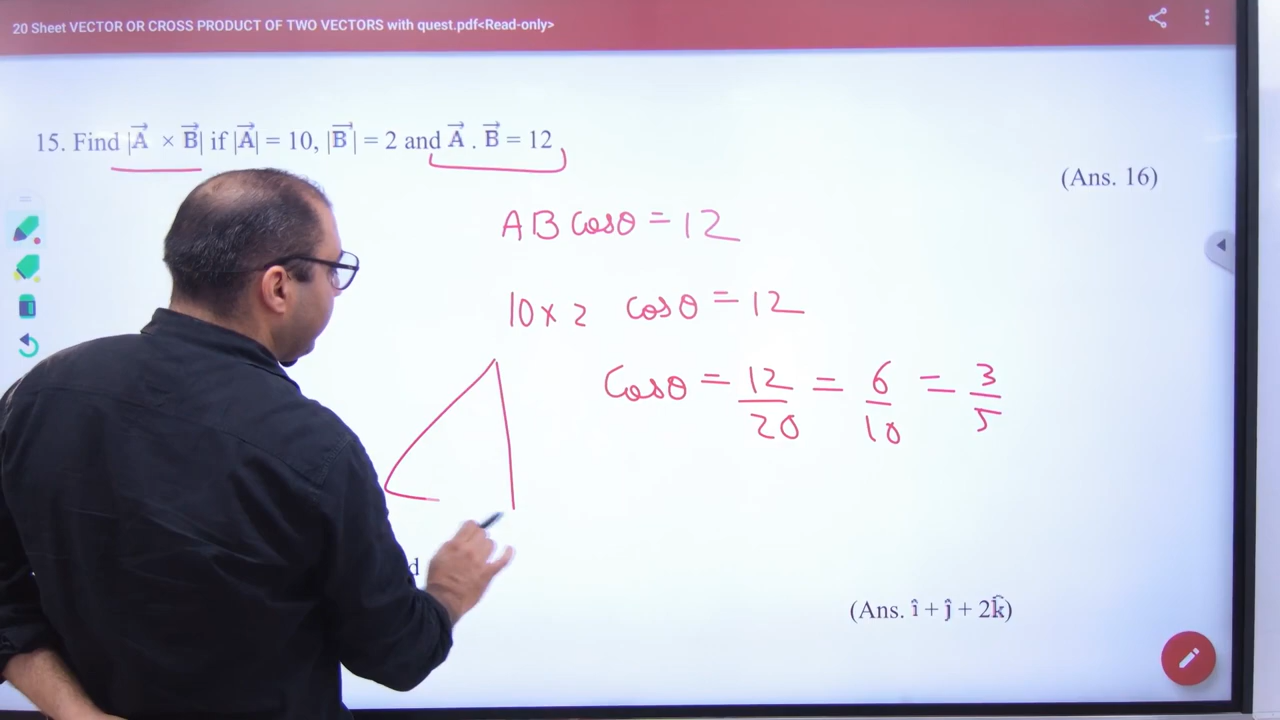 20 Sheet VECTOR OR CROSS PRODUCT OF TWO VECTORS with quest.pdf<Read-only>
15. Find |A⃗ × B⃗| if |A⃗| = 10, |B⃗| = 2 and A⃗ . B⃗ = 12
(Ans. 16)
AB Cosθ = 12
10 × 2 Cosθ = 12
Cosθ = 12/20 = 6/10 = 3/5
d
(Ans. î + ĵ + 2k̂)